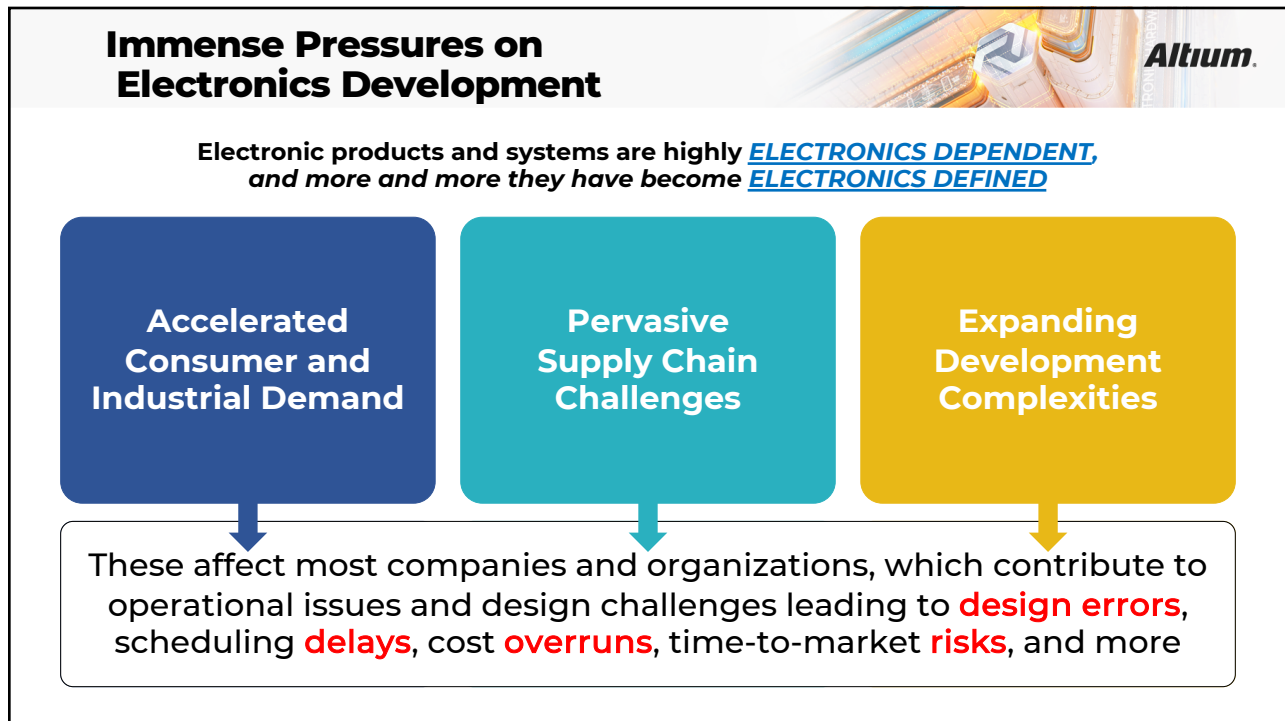 Immense Pressures on
Electronics Development
Altium.
Electronic products and systems are highly ELECTRONICS DEPENDENT,
and more and more they have become ELECTRONICS DEFINED
Accelerated
Consumer and
Industrial Demand
Pervasive
Supply Chain
Challenges
Expanding
Development
Complexities
These affect most companies and organizations, which contribute to
operational issues and design challenges leading to design errors,
scheduling delays, cost overruns, time-to-market risks, and more